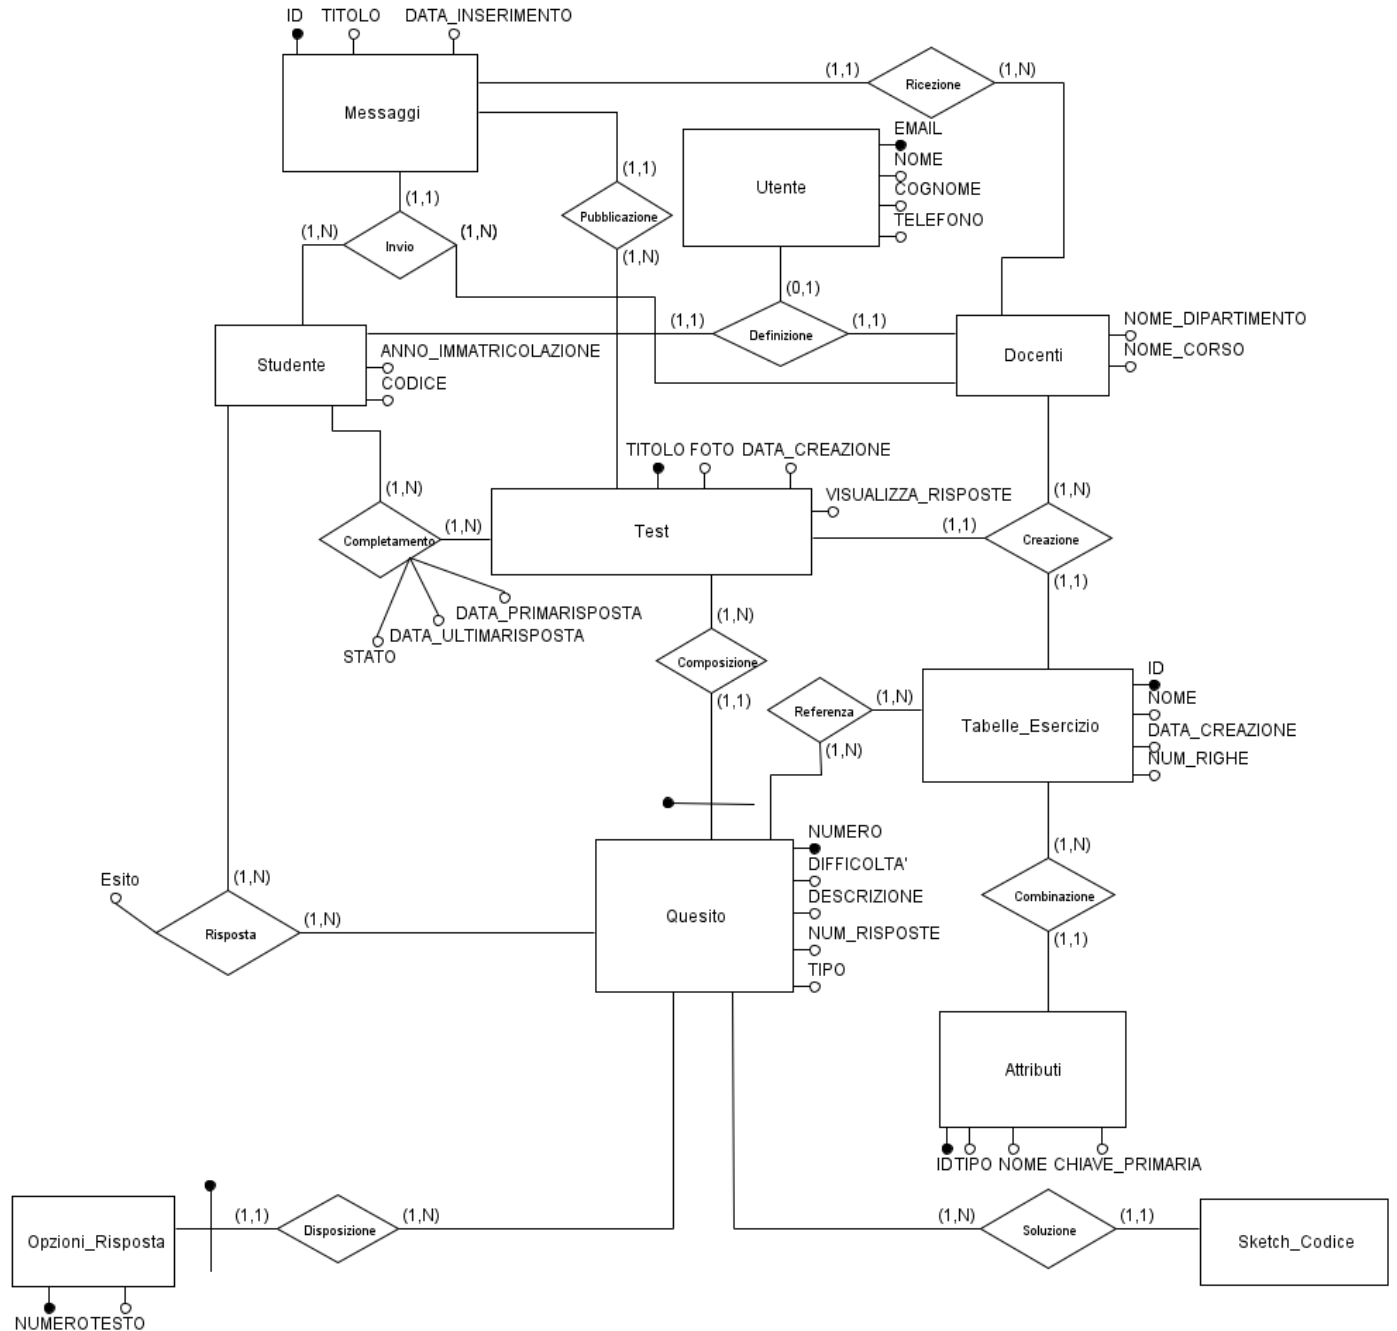 ID TITOLO DATA_INSERIMENTO
Messaggi
(1,1)
Ricezione
(1,N)
EMAIL
NOME
COGNOME
TELEFONO
Utente
(1,1)
Pubblicazione
(1,N)
(1,1)
(1,N)
Invio
(1,N)
(0,1)
(1,1)
Definizione
(1,1)
Studente
ANNO_IMMATRICOLAZIONE
CODICE
Docenti
NOME_DIPARTIMENTO
NOME_CORSO
TITOLO FOTO DATA_CREAZIONE
VISUALIZZA_RISPOSTE
Test
(1,N)
Completamento
(1,N)
DATA_PRIMARISPOSTA
DATA_ULTIMARISPOSTA
STATO
(1,N)
(1,1)
Creazione
(1,1)
(1,N)
Composizione
(1,1)
Referenza
(1,N)
(1,N)
Tabelle_Esercizio
ID
NOME
DATA_CREAZIONE
NUM_RIGHE
NUMERO
DIFFICOLTA'
DESCRIZIONE
NUM_RISPOSTE
TIPO
Quesito
Esito
(1,N)
Risposta
(1,N)
(1,N)
Combinazione
(1,1)
Attributi
ID TIPO NOME CHIAVE_PRIMARIA
Opzioni_Risposta
(1,1)
Disposizione
(1,N)
NUMERO TESTO
(1,N)
Soluzione
(1,1)
Sketch_Codice